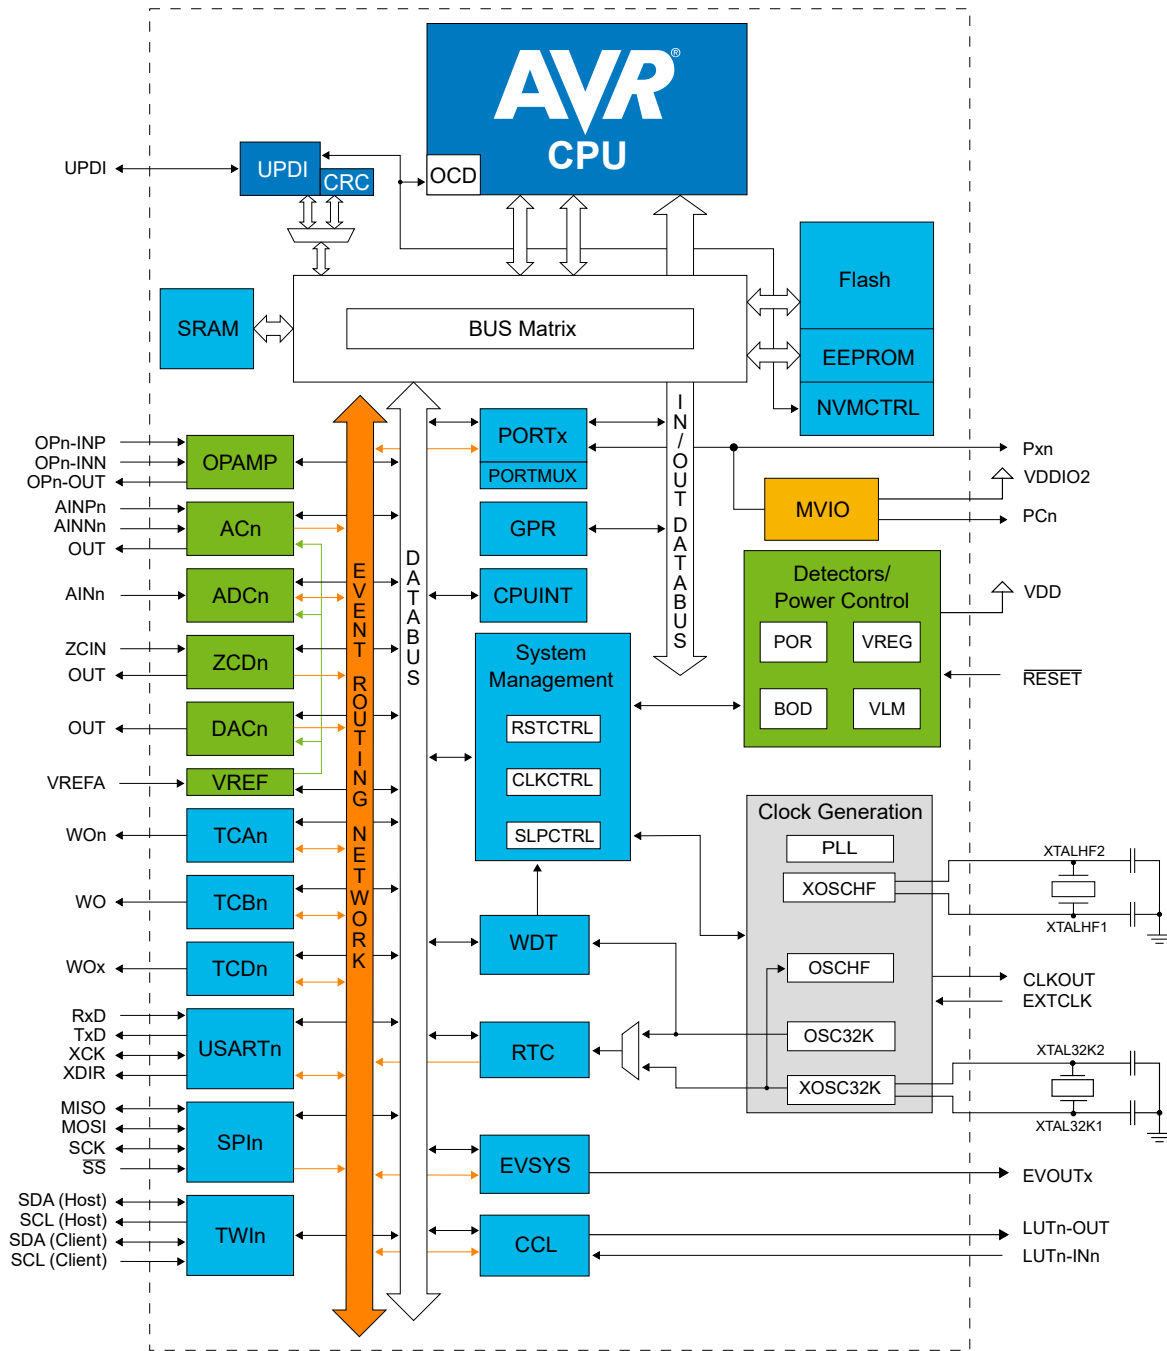 AVR®
CPU
OCD
UPDI
UPDI
CRC
SRAM
BUS Matrix
Flash
EEPROM
NVMCTRL
IN/OUT DATABUS
DATABUS
EVENT ROUTING NETWORK
OPn-INP
OPn-INN
OPn-OUT
OPAMP
AINPn
AINNn
OUT
ACn
AINn
ADCn
ZCIN
OUT
ZCDn
OUT
DACn
VREFA
VREF
WOn
TCAn
WO
TCBn
WOx
TCDn
RxD
TxD
XCK
XDIR
USARTn
MISO
MOSI
SCK
SS
SPIn
SDA (Host)
SCL (Host)
SDA (Client)
SCL (Client)
TWIn
PORTx
PORTMUX
GPR
CPUINT
System
Management
RSTCTRL
CLKCTRL
SLPCTRL
WDT
RTC
EVSYS
CCL
MVIO
Pxn
VDDIO2
PCn
Detectors/
Power Control
POR
VREG
BOD
VLM
VDD
RESET
Clock Generation
PLL
XOSCHF
OSCHF
OSC32K
XOSC32K
XTALHF2
XTALHF1
CLKOUT
EXTCLK
XTAL32K2
XTAL32K1
EVOUTx
LUTn-OUT
LUTn-INn